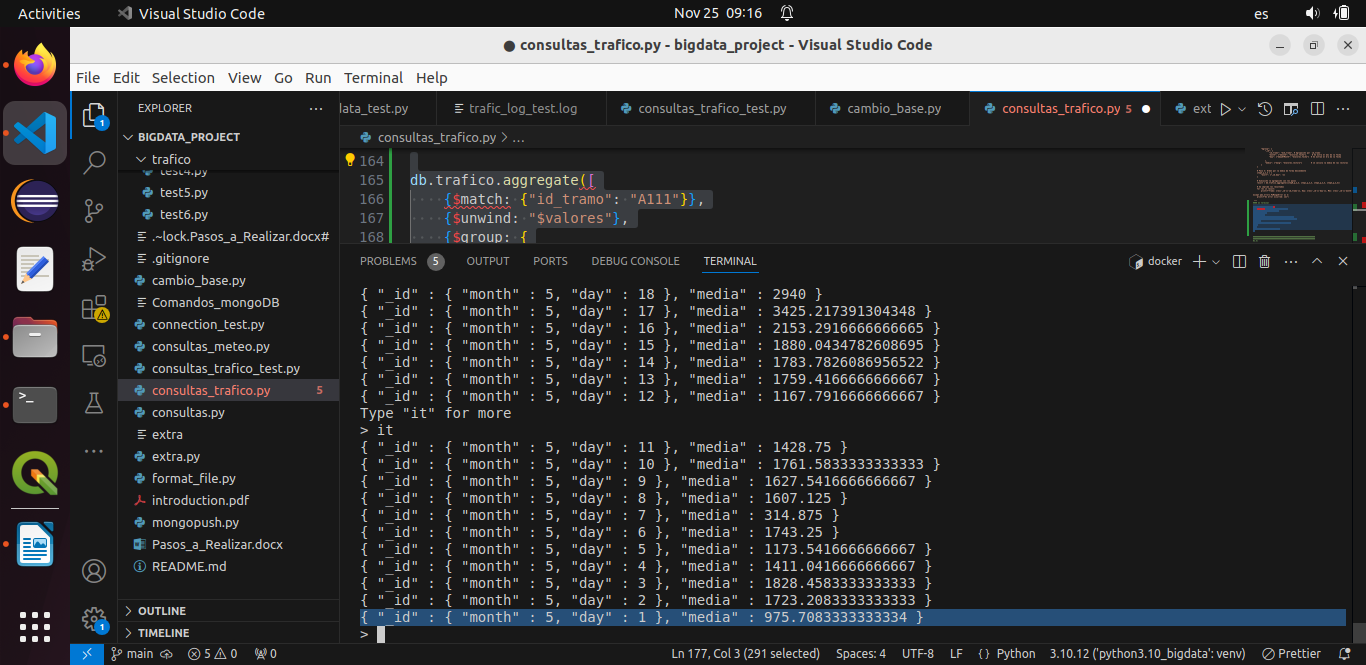 Activities
Visual Studio Code
Nov 25 09:16
es
● consultas_trafico.py - bigdata_project - Visual Studio Code
File Edit Selection View Go Run Terminal Help
EXPLORER
BIGDATA_PROJECT
trafico
test4.py
test5.py
test6.py
.~lock.Pasos_a_Realizar.docx#
.gitignore
cambio_base.py
Comandos_mongoDB
connection_test.py
consultas_meteo.py
consultas_trafico_test.py
consultas_trafico.py 5
consultas.py
extra
extra.py
format_file.py
introduction.pdf
mongopush.py
Pasos_a_Realizar.docx
README.md
OUTLINE
TIMELINE
1
1
data_test.py
trafic_log_test.log
consultas_trafico_test.py
cambio_base.py
consultas_trafico.py 5
ext
consultas_trafico.py > ...
164
165 db.trafico.aggregate([
166 {$match: {"id_tramo": "A111"}},
167 {$unwind: "$valores"},
168 {$group: {
PROBLEMS 5 OUTPUT PORTS DEBUG CONSOLE TERMINAL
docker
{ "_id" : { "month" : 5, "day" : 18 }, "media" : 2940 }
{ "_id" : { "month" : 5, "day" : 17 }, "media" : 3425.217391304348 }
{ "_id" : { "month" : 5, "day" : 16 }, "media" : 2153.2916666666665 }
{ "_id" : { "month" : 5, "day" : 15 }, "media" : 1880.0434782608695 }
{ "_id" : { "month" : 5, "day" : 14 }, "media" : 1783.7826086956522 }
{ "_id" : { "month" : 5, "day" : 13 }, "media" : 1759.4166666666667 }
{ "_id" : { "month" : 5, "day" : 12 }, "media" : 1167.7916666666667 }
Type "it" for more
> it
{ "_id" : { "month" : 5, "day" : 11 }, "media" : 1428.75 }
{ "_id" : { "month" : 5, "day" : 10 }, "media" : 1761.5833333333333 }
{ "_id" : { "month" : 5, "day" : 9 }, "media" : 1627.5416666666667 }
{ "_id" : { "month" : 5, "day" : 8 }, "media" : 1607.125 }
{ "_id" : { "month" : 5, "day" : 7 }, "media" : 314.875 }
{ "_id" : { "month" : 5, "day" : 6 }, "media" : 1743.25 }
{ "_id" : { "month" : 5, "day" : 5 }, "media" : 1173.5416666666667 }
{ "_id" : { "month" : 5, "day" : 4 }, "media" : 1411.0416666666667 }
{ "_id" : { "month" : 5, "day" : 3 }, "media" : 1828.4583333333333 }
{ "_id" : { "month" : 5, "day" : 2 }, "media" : 1723.2083333333333 }
{ "_id" : { "month" : 5, "day" : 1 }, "media" : 975.7083333333334 }
>
main
5 0
0
Ln 177, Col 3 (291 selected)
Spaces: 4
UTF-8
LF
{ } Python
3.10.12 ('python3.10_bigdata': venv)
Prettier